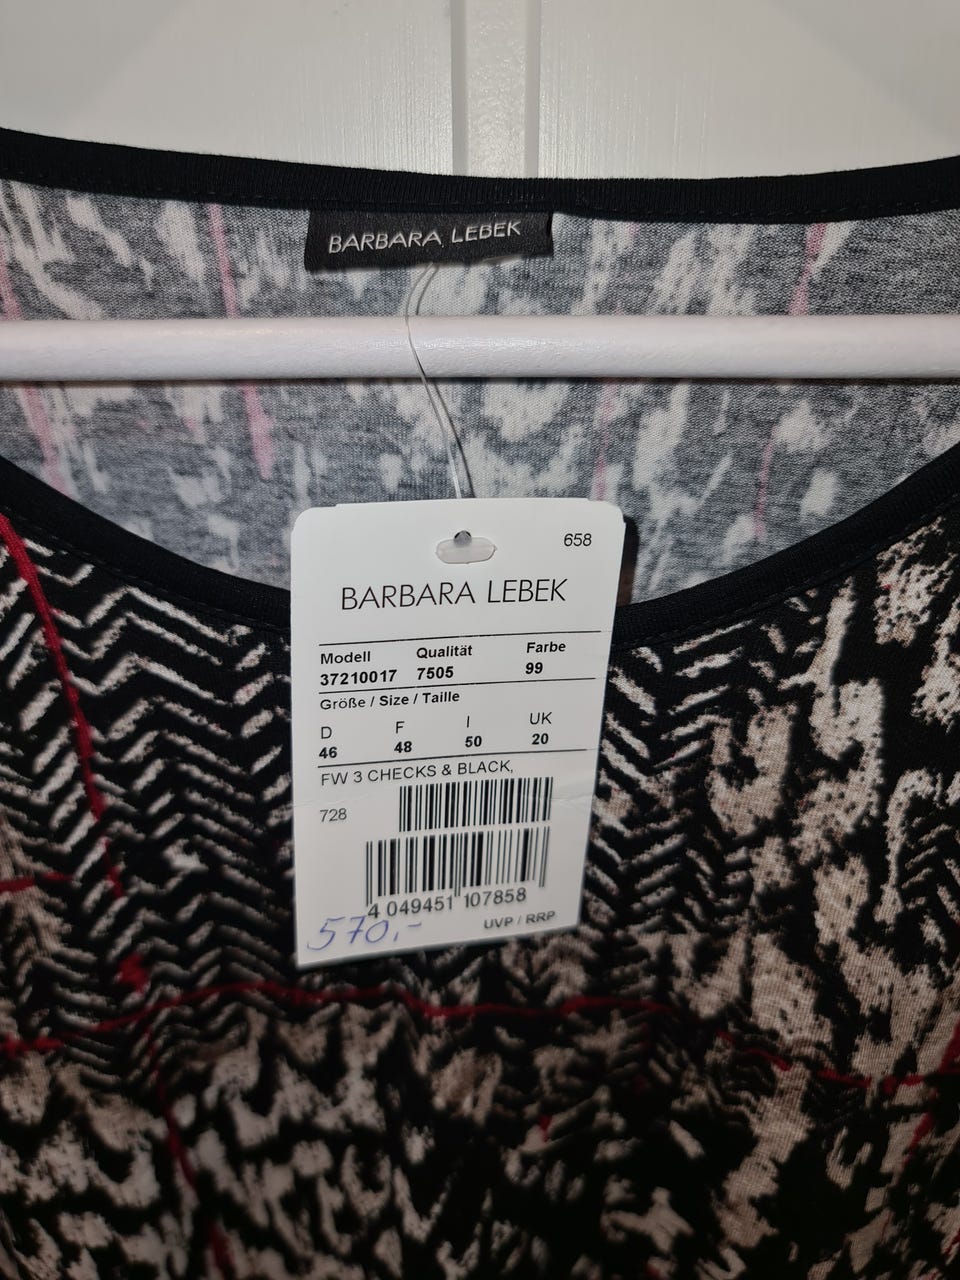 BARBARA LEBEK
658
BARBARA LEBEK
Modell Qualität Farbe
37210017 7505 99
Größe / Size / Taille
D F I UK
46 48 50 20
FW 3 CHECKS & BLACK,
728
4 049451 107858
570,-
UVP / RRP